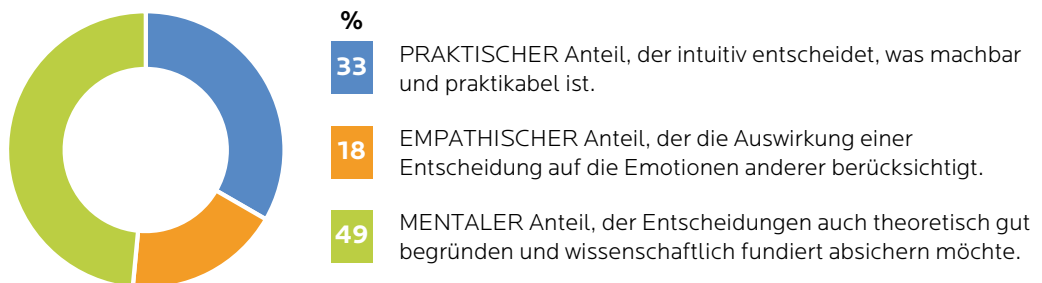 %
33 PRAKTISCHER Anteil, der intuitiv entscheidet, was machbar
und praktikabel ist.
18 EMPATHISCHER Anteil, der die Auswirkung einer
Entscheidung auf die Emotionen anderer berücksichtigt.
49 MENTALER Anteil, der Entscheidungen auch theoretisch gut
begründen und wissenschaftlich fundiert absichern möchte.